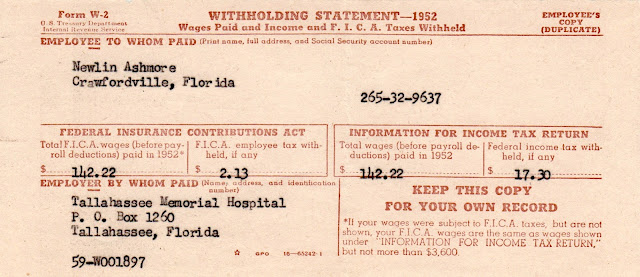 Form W-2
U. S. Treasury Department
Internal Revenue Service
WITHHOLDING STATEMENT—1952
Wages Paid and Income and F. I. C. A. Taxes Withheld
EMPLOYEE'S
COPY
(DUPLICATE)
EMPLOYEE TO WHOM PAID (Print name, full address, and Social Security account number)
Newlin Ashmore
Crawfordville, Florida
265-32-9637
FEDERAL INSURANCE CONTRIBUTIONS ACT
Total F.I.C.A. wages (before pay-
roll deductions) paid in 1952*
F.I.C.A. employee tax with-
held, if any
$ 142.22
$ 2.13
INFORMATION FOR INCOME TAX RETURN
Total wages (before payroll de-
ductions) paid in 1952
Federal income tax with-
held, if any
$ 142.22
$ 17.30
EMPLOYER BY WHOM PAID (Name, address, and identification
number)
Tallahassee Memorial Hospital
P. O. Box 1260
Tallahassee, Florida
59-W001897
KEEP THIS COPY
FOR YOUR OWN RECORD
*If your wages were subject to F.I.C.A. taxes, but are not
shown, your F.I.C.A. wages are the same as wages shown
under "INFORMATION FOR INCOME TAX RETURN,"
but not more than $3,600.
☆ GPO 16—65242-1